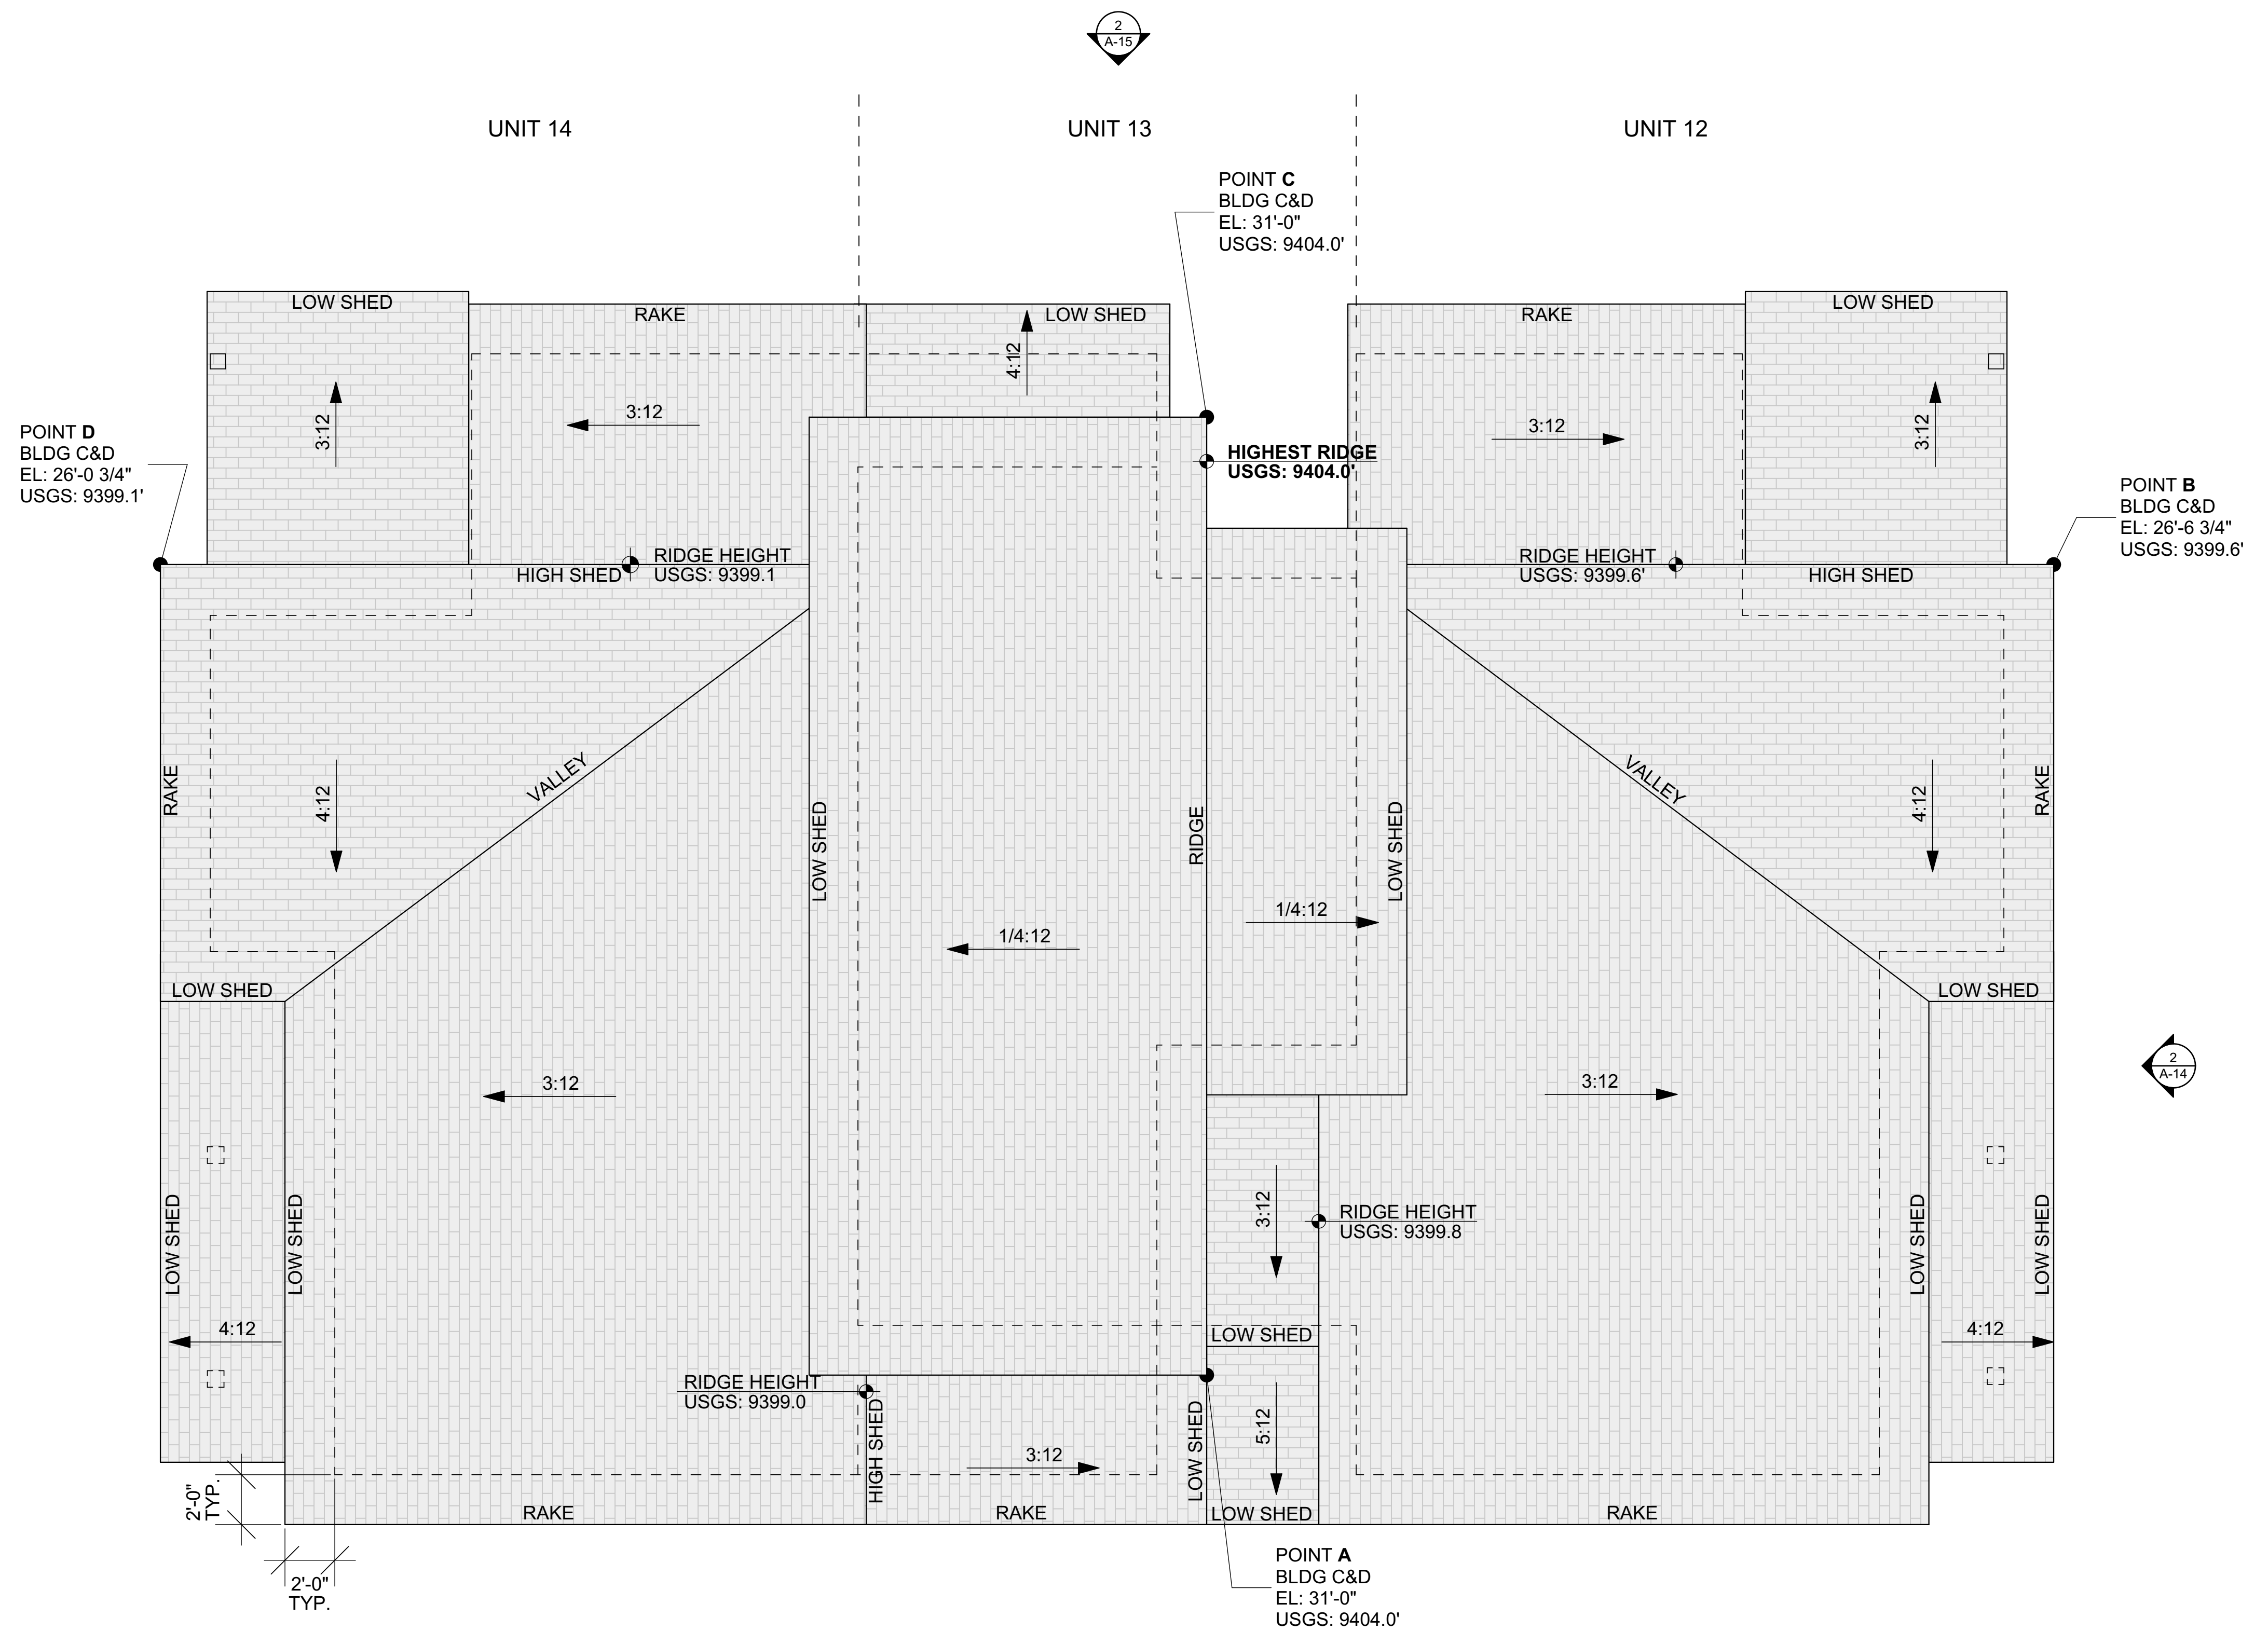 2
A-15
UNIT 14
UNIT 13
UNIT 12
POINT C
BLDG C&D
EL: 31'-0"
USGS: 9404.0'
LOW SHED
RAKE
LOW SHED
RAKE
LOW SHED
4:12
3:12
3:12
3:12
3:12
POINT D
BLDG C&D
EL: 26'-0 3/4"
USGS: 9399.1'
HIGHEST RIDGE
USGS: 9404.0'
POINT B
BLDG C&D
EL: 26'-6 3/4"
USGS: 9399.6'
RIDGE HEIGHT
USGS: 9399.1
HIGH SHED
RIDGE HEIGHT
USGS: 9399.6'
HIGH SHED
RAKE
4:12
VALLEY
LOW SHED
RIDGE
LOW SHED
VALLEY
4:12
RAKE
1/4:12
1/4:12
LOW SHED
LOW SHED
2
A-14
3:12
3:12
LOW SHED
LOW SHED
3:12
RIDGE HEIGHT
USGS: 9399.8
LOW SHED
LOW SHED
4:12
LOW SHED
4:12
RIDGE HEIGHT
USGS: 9399.0
HIGH SHED
3:12
LOW SHED
5:12
2'-0"
TYP.
RAKE
RAKE
LOW SHED
RAKE
2'-0"
TYP.
POINT A
BLDG C&D
EL: 31'-0"
USGS: 9404.0'